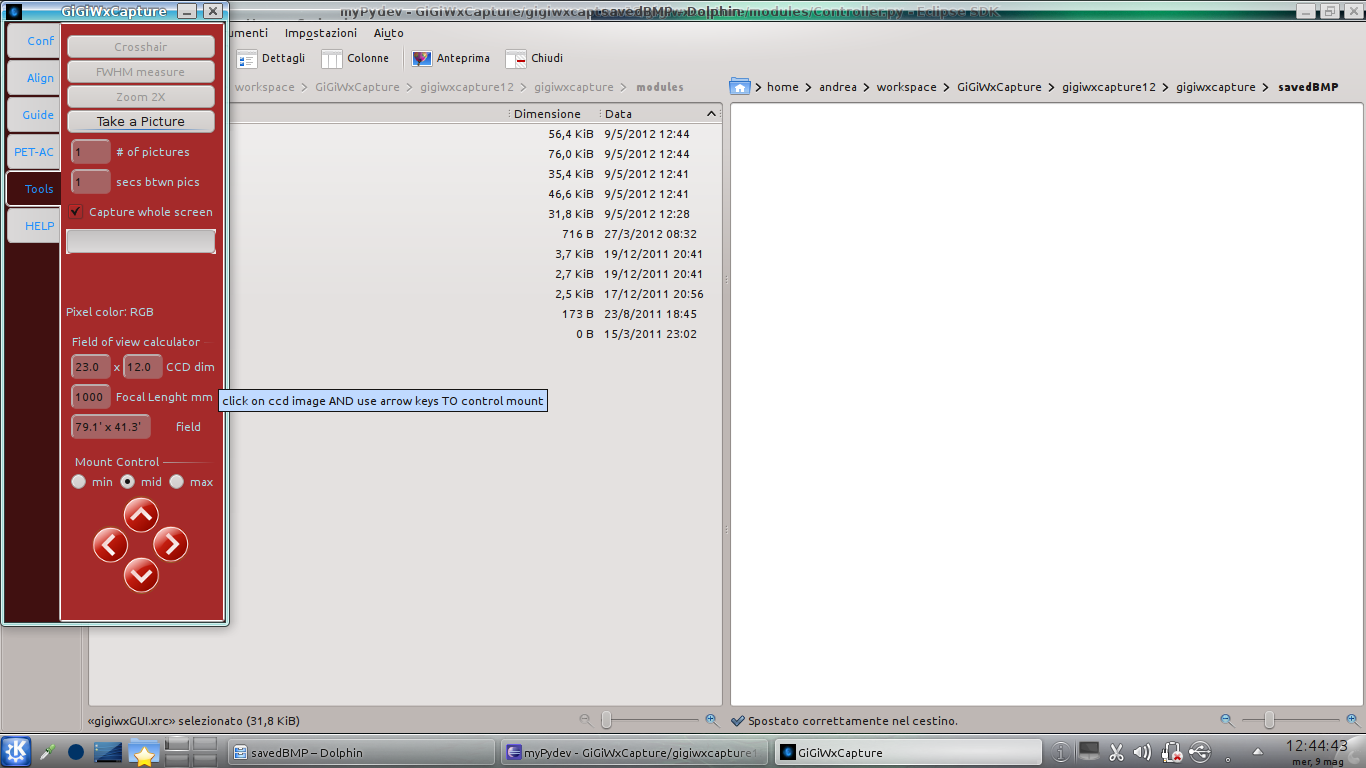 GiGiWxCapture
savedBMP – Dolphin
myPydev - GiGiWxCapture/gigiwxcap
/modules/Controller.py - Eclipse SDK
Conf
Align
Guide
PET-AC
Tools
HELP
Crosshair
FWHM measure
Zoom 2X
Take a Picture
1 # of pictures
1 secs btwn pics
Capture whole screen
Pixel color: RGB
Field of view calculator
23.0 x 12.0 CCD dim
1000 Focal Lenght mm
79.1' x 41.3' field
Mount Control
min mid max
click on ccd image AND use arrow keys TO control mount
umenti Impostazioni Aiuto
Dettagli Colonne Anteprima Chiudi
workspace > GiGiWxCapture > gigiwxcapture12 > gigiwxcapture > modules
Dimensione Data
56,4 KiB 9/5/2012 12:44
76,0 KiB 9/5/2012 12:44
35,4 KiB 9/5/2012 12:41
46,6 KiB 9/5/2012 12:41
31,8 KiB 9/5/2012 12:28
716 B 27/3/2012 08:32
3,7 KiB 19/12/2011 20:41
2,7 KiB 19/12/2011 20:41
2,5 KiB 17/12/2011 20:56
173 B 23/8/2011 18:45
0 B 15/3/2011 23:02
> home > andrea > workspace > GiGiWxCapture > gigiwxcapture12 > gigiwxcapture > savedBMP
«gigiwxGUI.xrc» selezionato (31,8 KiB)
Spostato correttamente nel cestino.
savedBMP – Dolphin
myPydev - GiGiWxCapture/gigiwxcapture1
GiGiWxCapture
12:44:43
mer, 9 mag